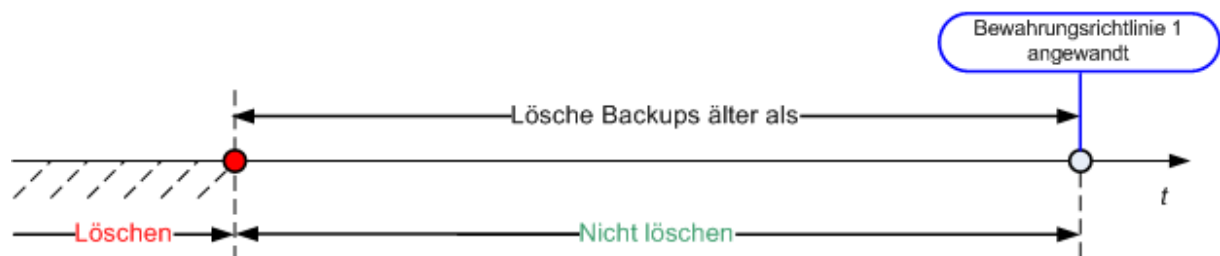 Bewahrungsrichtlinie 1
angewandt
Lösche Backups älter als
t
Löschen
Nicht löschen